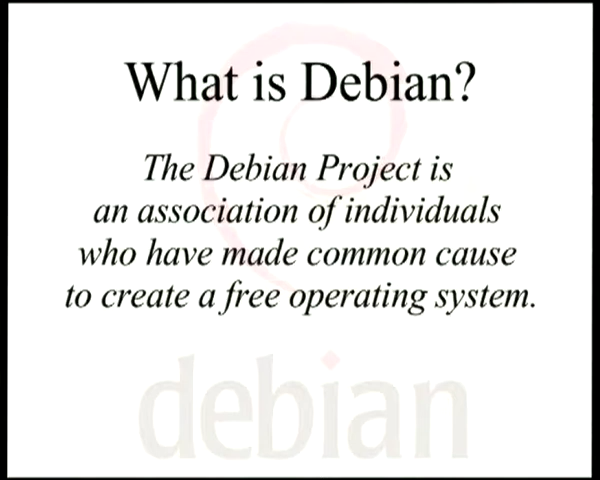 What is Debian?
The Debian Project is
an association of individuals
who have made common cause
to create a free operating system.
debian